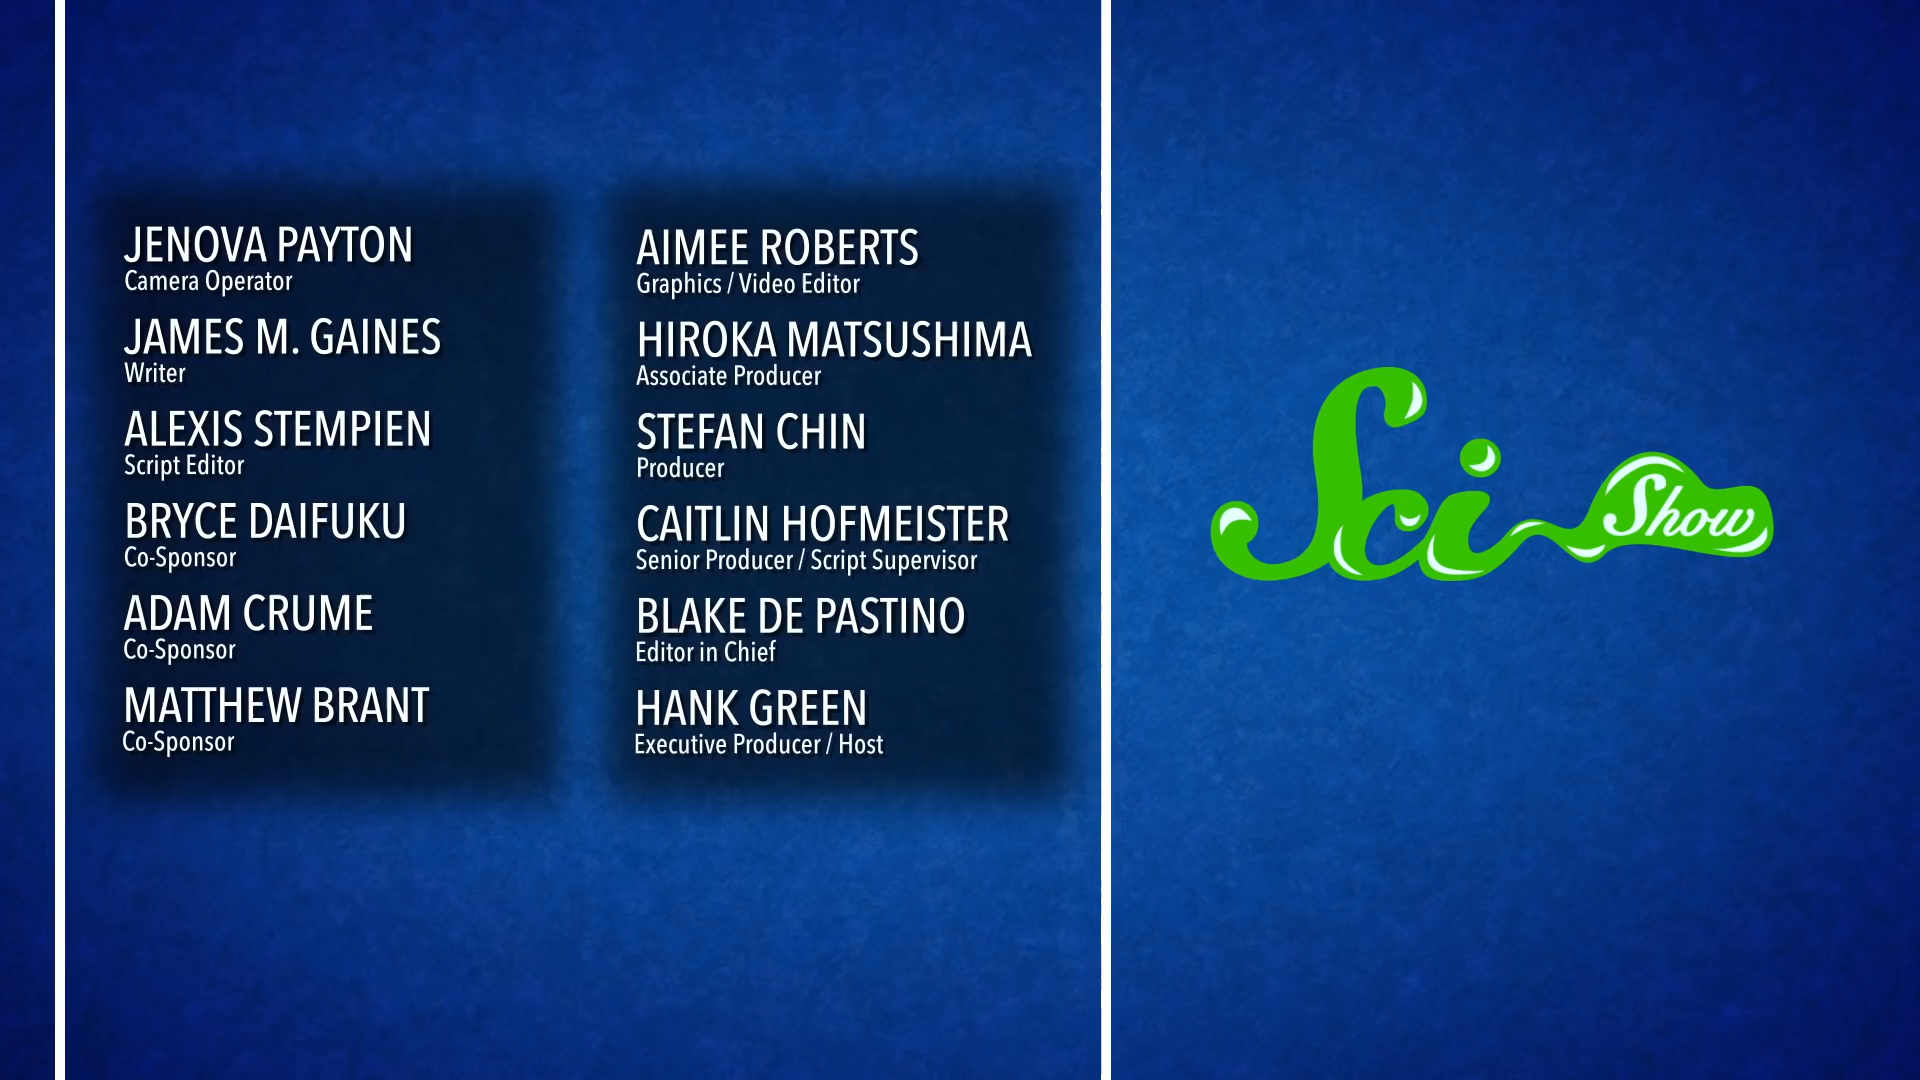 JENOVA PAYTON
Camera Operator
JAMES M. GAINES
Writer
ALEXIS STEMPIEN
Script Editor
BRYCE DAIFUKU
Co-Sponsor
ADAM CRUME
Co-Sponsor
MATTHEW BRANT
Co-Sponsor
AIMEE ROBERTS
Graphics / Video Editor
HIROKA MATSUSHIMA
Associate Producer
STEFAN CHIN
Producer
CAITLIN HOFMEISTER
Senior Producer / Script Supervisor
BLAKE DE PASTINO
Editor in Chief
HANK GREEN
Executive Producer / Host
Sci Show